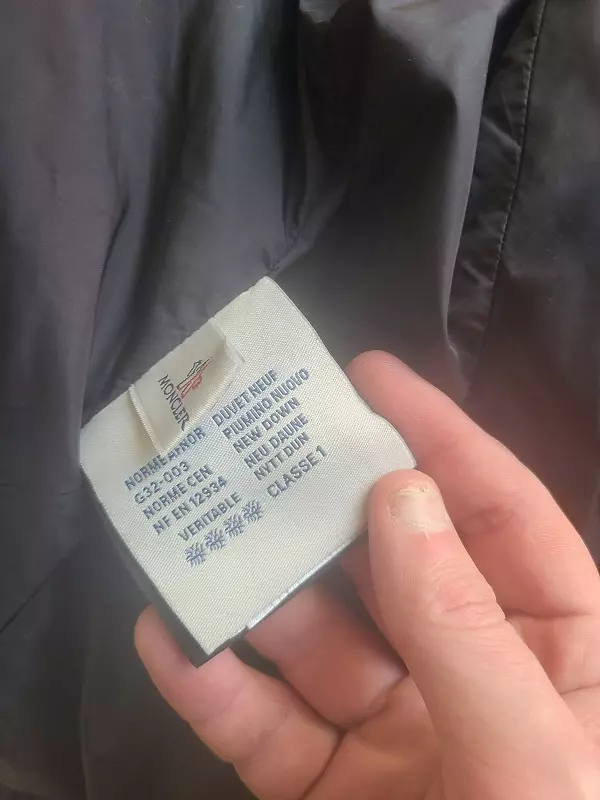 MONCLER
NORME AFNOR
G32-003
NORME CEN
NF EN 12934
VERITABLE
DUVET NEUF
PIUMINO NUOVO
NEW DOWN
NEU DAUNE
NYTT DUN
CLASSE 1